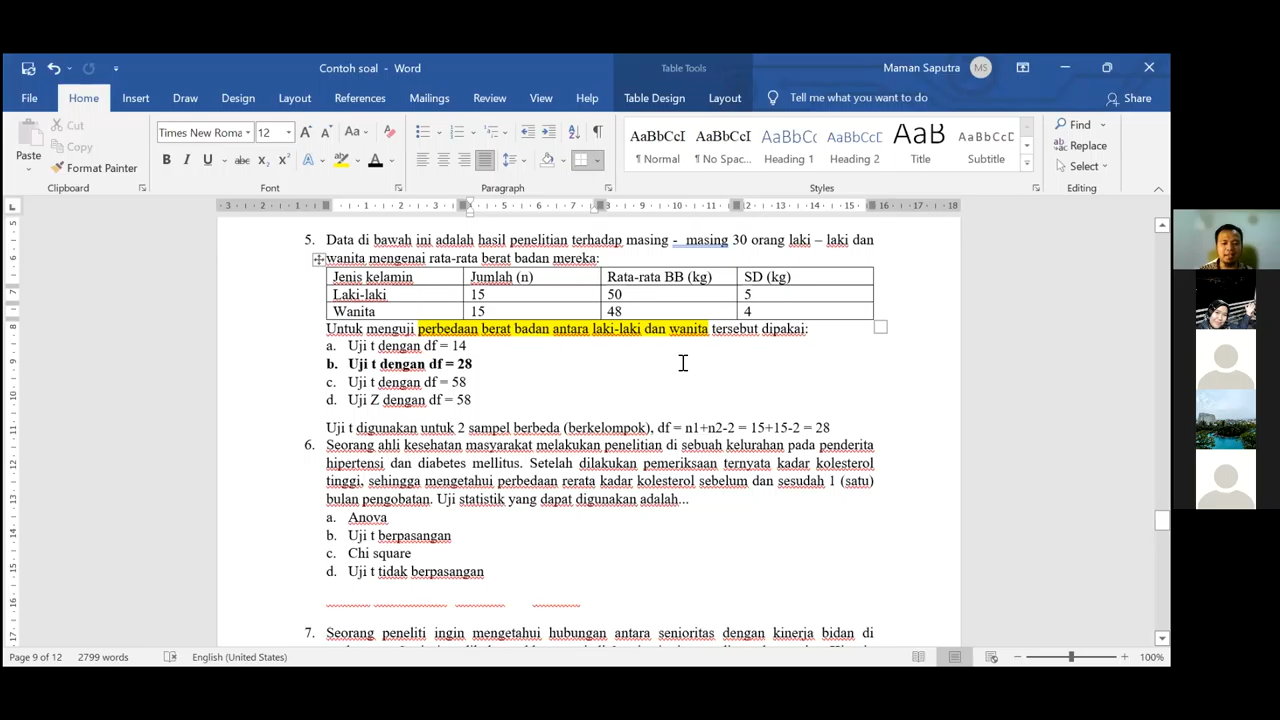 Contoh soal - Word
Table Tools
Maman Saputra
MS
File
Home
Insert
Draw
Design
Layout
References
Mailings
Review
View
Help
Table Design
Layout
Tell me what you want to do
Share
Paste
Cut
Copy
Format Painter
Clipboard
Times New Roma
12
Font
Paragraph
AaBbCcI
¶ Normal
AaBbCcI
¶ No Spac...
AaBbCc
Heading 1
AaBbCcI
Heading 2
AaB
Title
AaBbCcD
Subtitle
Styles
Find
Replace
Select
Editing
5. Data di bawah ini adalah hasil penelitian terhadap masing - masing 30 orang laki – laki dan
wanita mengenai rata-rata berat badan mereka:
Jenis kelamin Jumlah (n) Rata-rata BB (kg) SD (kg)
Laki-laki 15 50 5
Wanita 15 48 4
Untuk menguji perbedaan berat badan antara laki-laki dan wanita tersebut dipakai:
a. Uji t dengan df = 14
b. Uji t dengan df = 28
c. Uji t dengan df = 58
d. Uji Z dengan df = 58
Uji t digunakan untuk 2 sampel berbeda (berkelompok), df = n1+n2-2 = 15+15-2 = 28
6. Seorang ahli kesehatan masyarakat melakukan penelitian di sebuah kelurahan pada penderita
hipertensi dan diabetes mellitus. Setelah dilakukan pemeriksaan ternyata kadar kolesterol
tinggi, sehingga mengetahui perbedaan rerata kadar kolesterol sebelum dan sesudah 1 (satu)
bulan pengobatan. Uji statistik yang dapat digunakan adalah...
a. Anova
b. Uji t berpasangan
c. Chi square
d. Uji t tidak berpasangan
7. Seorang peneliti ingin mengetahui hubungan antara senioritas dengan kinerja bidan di
Page 9 of 12
2799 words
English (United States)
100%